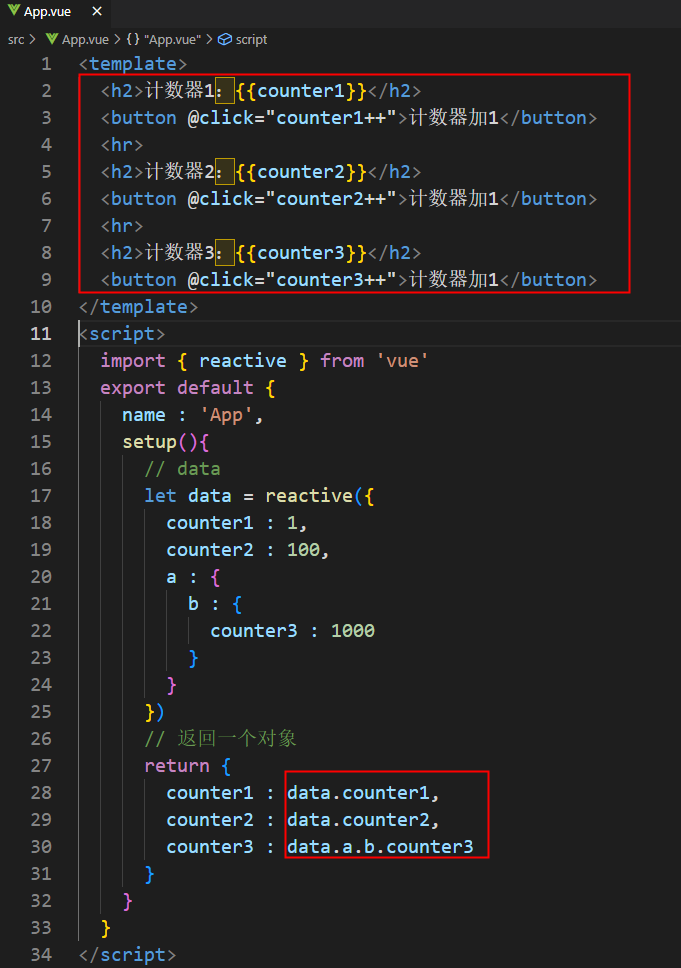 App.vue ×
src > App.vue > {} "App.vue" > script
1 <template>
2 <h2>计数器1：{{counter1}}</h2>
3 <button @click="counter1++">计数器加1</button>
4 <hr>
5 <h2>计数器2：{{counter2}}</h2>
6 <button @click="counter2++">计数器加1</button>
7 <hr>
8 <h2>计数器3：{{counter3}}</h2>
9 <button @click="counter3++">计数器加1</button>
10 </template>
11 <script>
12 import { reactive } from 'vue'
13 export default {
14 name : 'App',
15 setup(){
16 // data
17 let data = reactive({
18 counter1 : 1,
19 counter2 : 100,
20 a : {
21 b : {
22 counter3 : 1000
23 }
24 }
25 })
26 // 返回一个对象
27 return {
28 counter1 : data.counter1,
29 counter2 : data.counter2,
30 counter3 : data.a.b.counter3
31 }
32 }
33 }
34 </script>